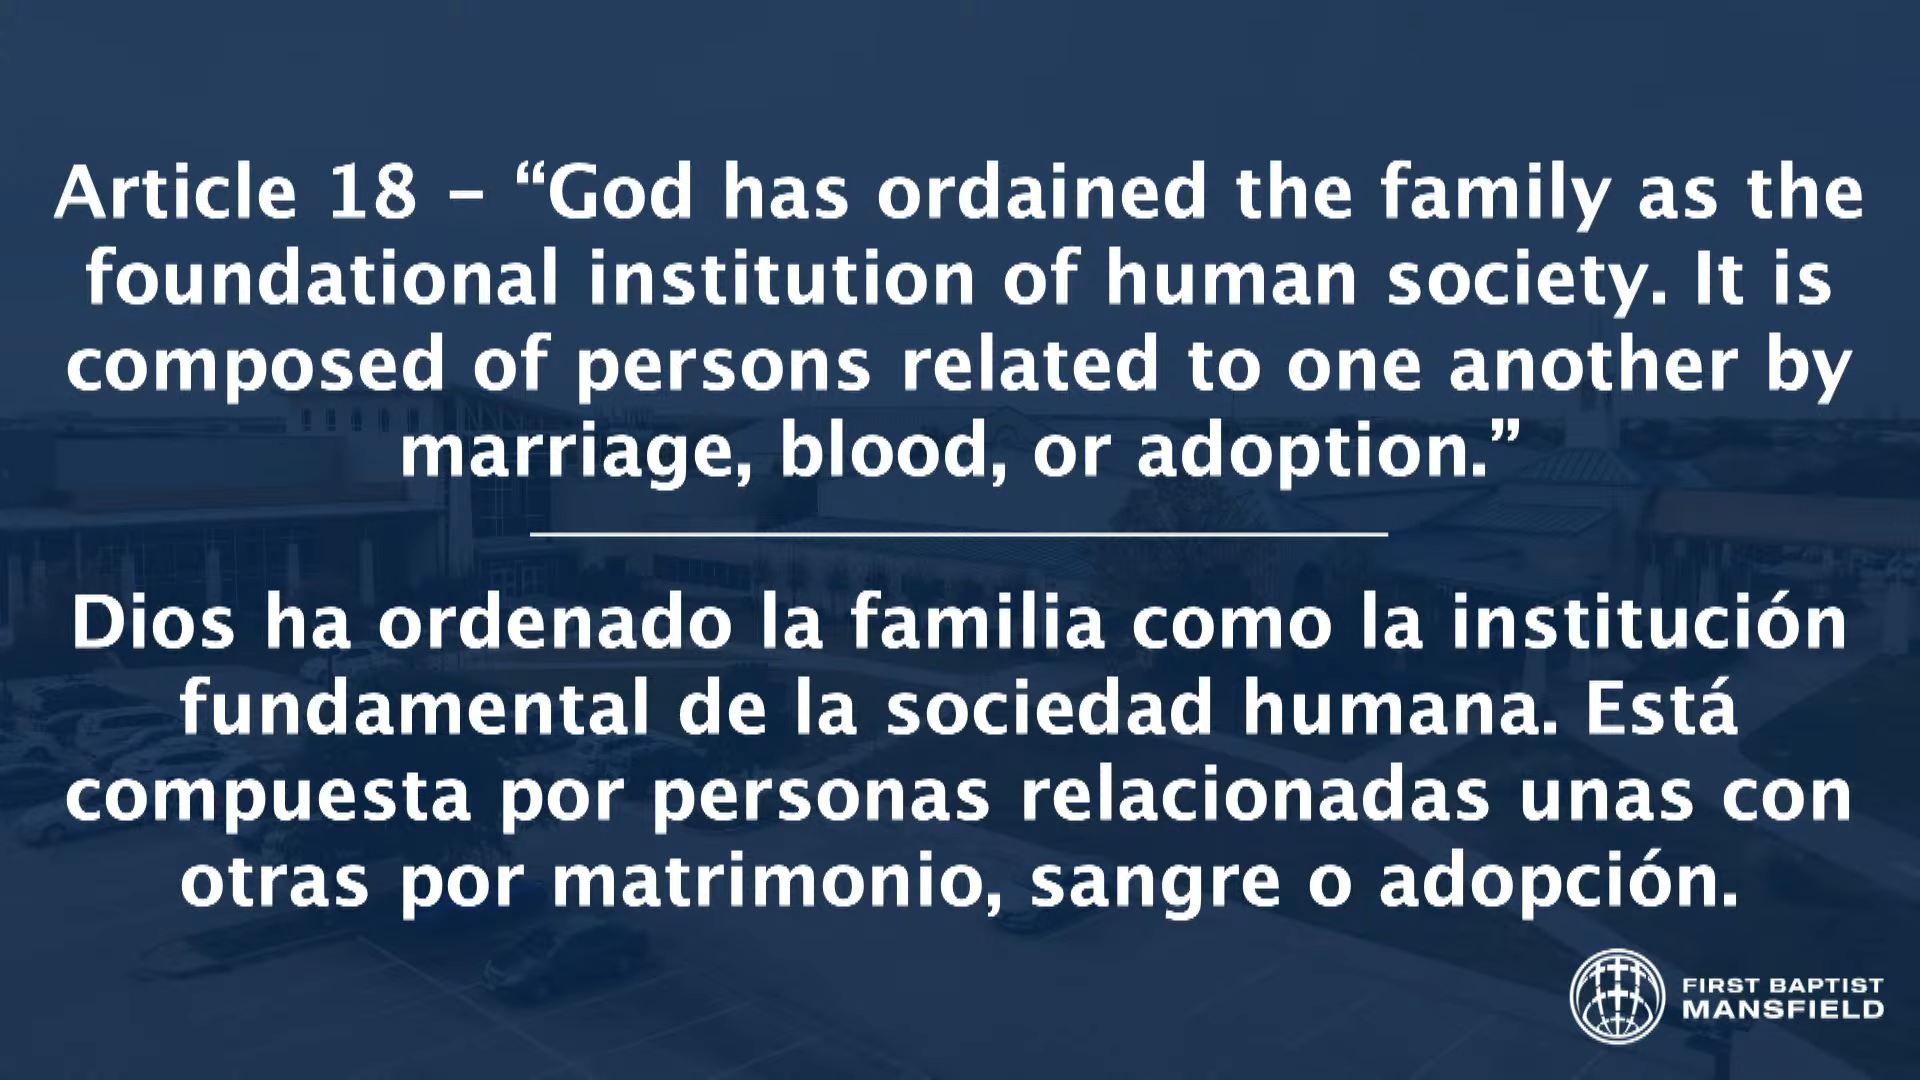 Article 18 – “God has ordained the family as the
foundational institution of human society. It is
composed of persons related to one another by
marriage, blood, or adoption.”
Dios ha ordenado la familia como la institución
fundamental de la sociedad humana. Está
compuesta por personas relacionadas unas con
otras por matrimonio, sangre o adopción.
FIRST BAPTIST
MANSFIELD